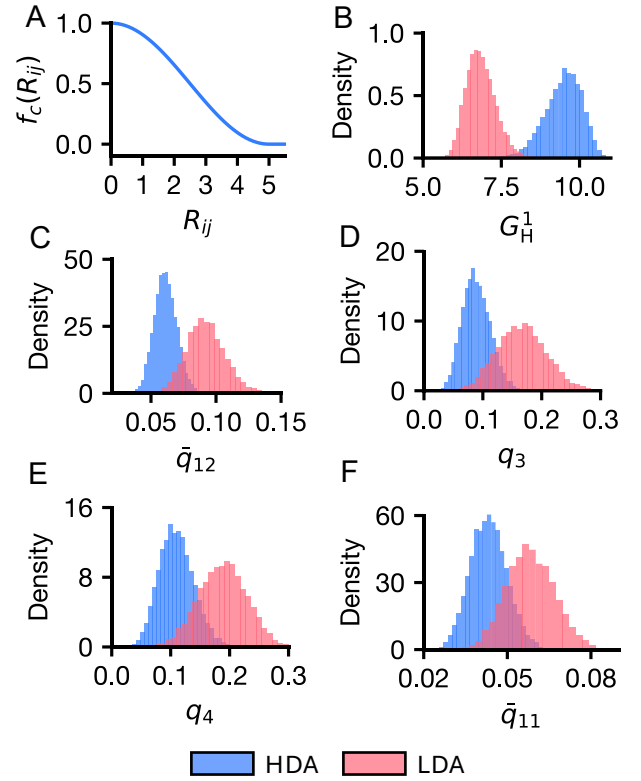 A
f_c(R_ij)
1.0
0.5
0.0
0 1 2 3 4 5
R_ij
B
Density
1.0
0.5
0.0
5.0 7.5 10.0
G_H^1
C
Density
50
25
0
0.05 0.10 0.15
q̄_12
D
Density
20
10
0
0.0 0.1 0.2 0.3
q_3
E
Density
16
8
0
0.0 0.1 0.2 0.3
q_4
F
Density
60
30
0
0.02 0.05 0.08
q̄_11
HDA LDA